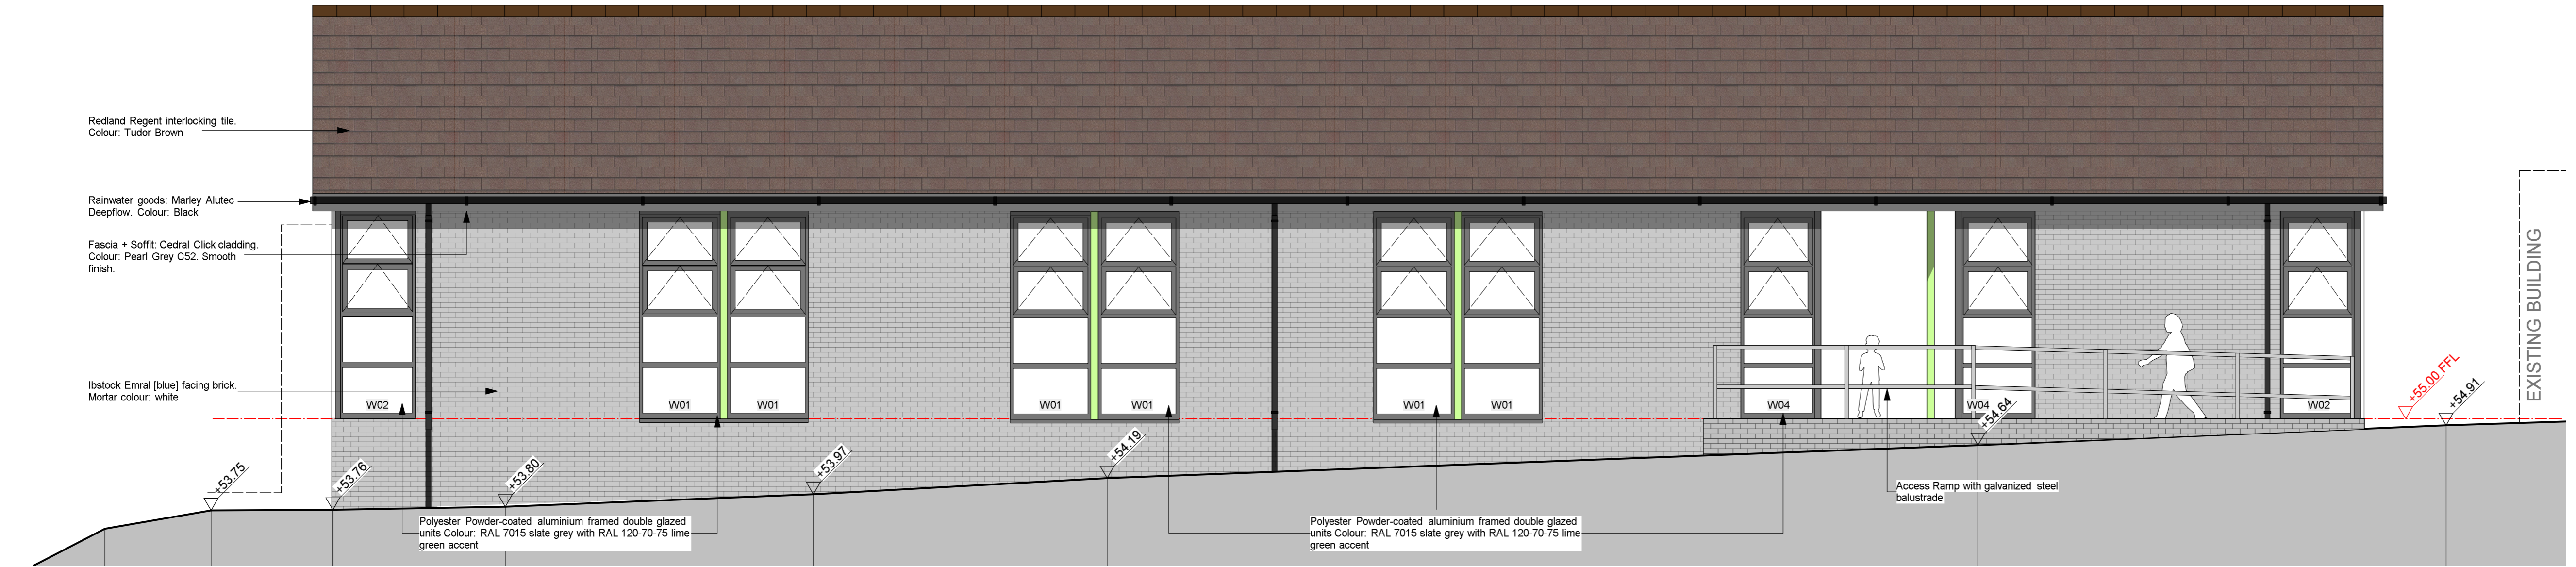 Redland Regent interlocking tile.
Colour: Tudor Brown
Rainwater goods: Marley Alutec
Deepflow. Colour: Black
Fascia + Soffit: Cedral Click cladding.
Colour: Pearl Grey C52. Smooth
finish.
Ibstock Emral [blue] facing brick.
Mortar colour: white
W02
W01
W01
W01
W01
W01
W01
W04
W04
W02
+53.75
+53.76
+53.80
+53.97
+54.19
+54.64
+55.00 FFL
+54.91
EXISTING BUILDING
Polyester Powder-coated aluminium framed double glazed
units Colour: RAL 7015 slate grey with RAL 120-70-75 lime
green accent
Polyester Powder-coated aluminium framed double glazed
units Colour: RAL 7015 slate grey with RAL 120-70-75 lime
green accent
Access Ramp with galvanized steel
balustrade